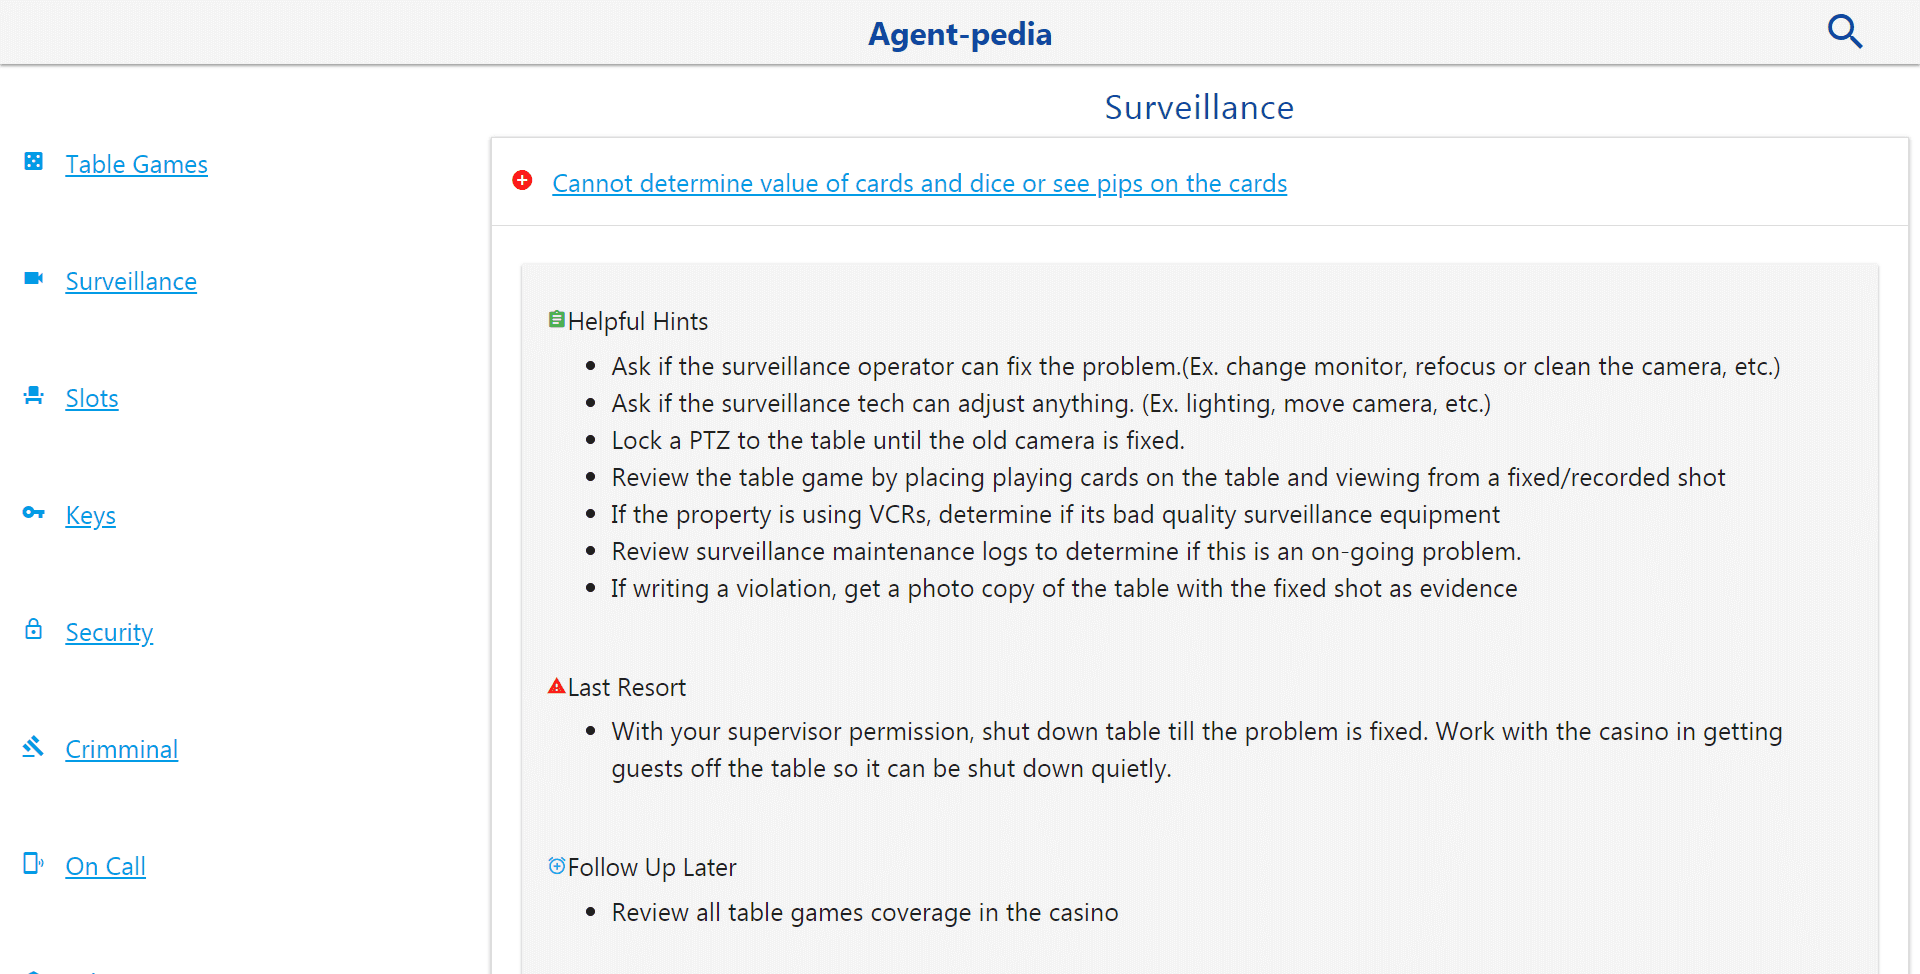 Agent-pedia
Table Games
Surveillance
Slots
Keys
Security
Crimminal
On Call
Surveillance
Cannot determine value of cards and dice or see pips on the cards
Helpful Hints
Ask if the surveillance operator can fix the problem.(Ex. change monitor, refocus or clean the camera, etc.)
Ask if the surveillance tech can adjust anything. (Ex. lighting, move camera, etc.)
Lock a PTZ to the table until the old camera is fixed.
Review the table game by placing playing cards on the table and viewing from a fixed/recorded shot
If the property is using VCRs, determine if its bad quality surveillance equipment
Review surveillance maintenance logs to determine if this is an on-going problem.
If writing a violation, get a photo copy of the table with the fixed shot as evidence
Last Resort
With your supervisor permission, shut down table till the problem is fixed. Work with the casino in getting
guests off the table so it can be shut down quietly.
Follow Up Later
Review all table games coverage in the casino